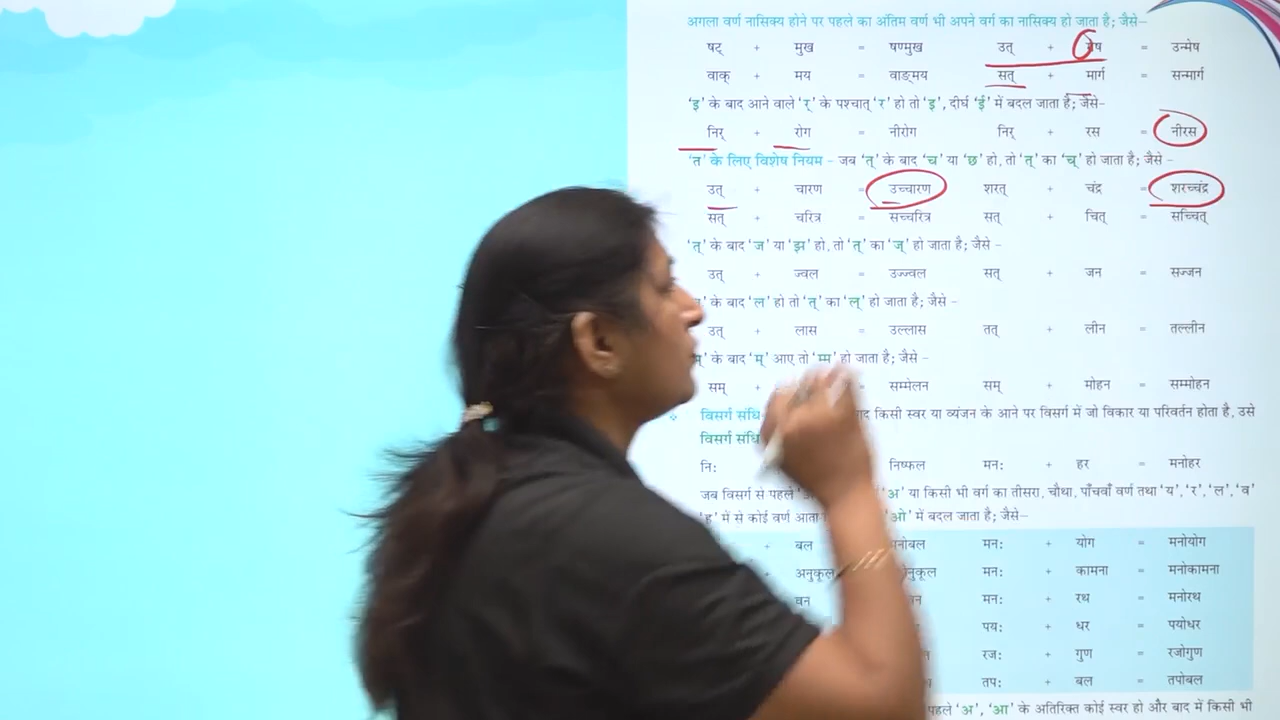 अगला वर्ण नासिक्य होने पर पहले का अंतिम वर्ण भी अपने वर्ग का नासिक्य हो जाता है; जैसे–
षट् + मुख = षण्मुख उत् + = उन्मेष
वाक् + मय = वाङ्मय सत् + मार्ग = सन्मार्ग
'इ' के बाद आने वाले 'र्' के पश्चात् 'र' हो तो 'इ', दीर्घ 'ई' में बदल जाता है; जैसे–
निर् + रोग = नीरोग निर् + रस = नीरस
'त' के लिए विशेष नियम – जब 'त्' के बाद 'च' या 'छ' हो, तो 'त्' का 'च्' हो जाता है; जैसे –
उत् + चारण = उच्चारण शरत् + चंद्र = शरच्चंद्र
सत् + चरित्र = सच्चरित्र सत् + चित् = सच्चित्
'त्' के बाद 'ज' या 'झ' हो, तो 'त्' का 'ज्' हो जाता है; जैसे –
उत् + ज्वल = उज्ज्वल सत् + जन = सज्जन
के बाद 'ल' हो तो 'त्' का 'ल्' हो जाता है; जैसे –
उत् + लास = उल्लास तत् + लीन = तल्लीन
के बाद 'म्' आए तो 'म्म' हो जाता है; जैसे –
सम् + = सम्मेलन सम् + मोहन = सम्मोहन
विसर्ग संधि किसी स्वर या व्यंजन के आने पर विसर्ग में जो विकार या परिवर्तन होता है, उसे
विसर्ग संधि
नि: निष्फल मन: + हर = मनोहर
जब विसर्ग से पहले 'अ' या किसी भी वर्ग का तीसरा, चौथा, पाँचवाँ वर्ण तथा 'य', 'र', 'ल', 'व'
'ह' में से कोई वर्ण आता 'ओ' में बदल जाता है; जैसे–
+ बल मन: + योग = मनोयोग
+ अनुकूल मन: + कामना = मनोकामना
वन मन: + रथ = मनोरथ
पय: + धर = पयोधर
रज: + गुण = रजोगुण
तप: + बल = तपोबल
पहले 'अ', 'आ' के अतिरिक्त कोई स्वर हो और बाद में किसी भी